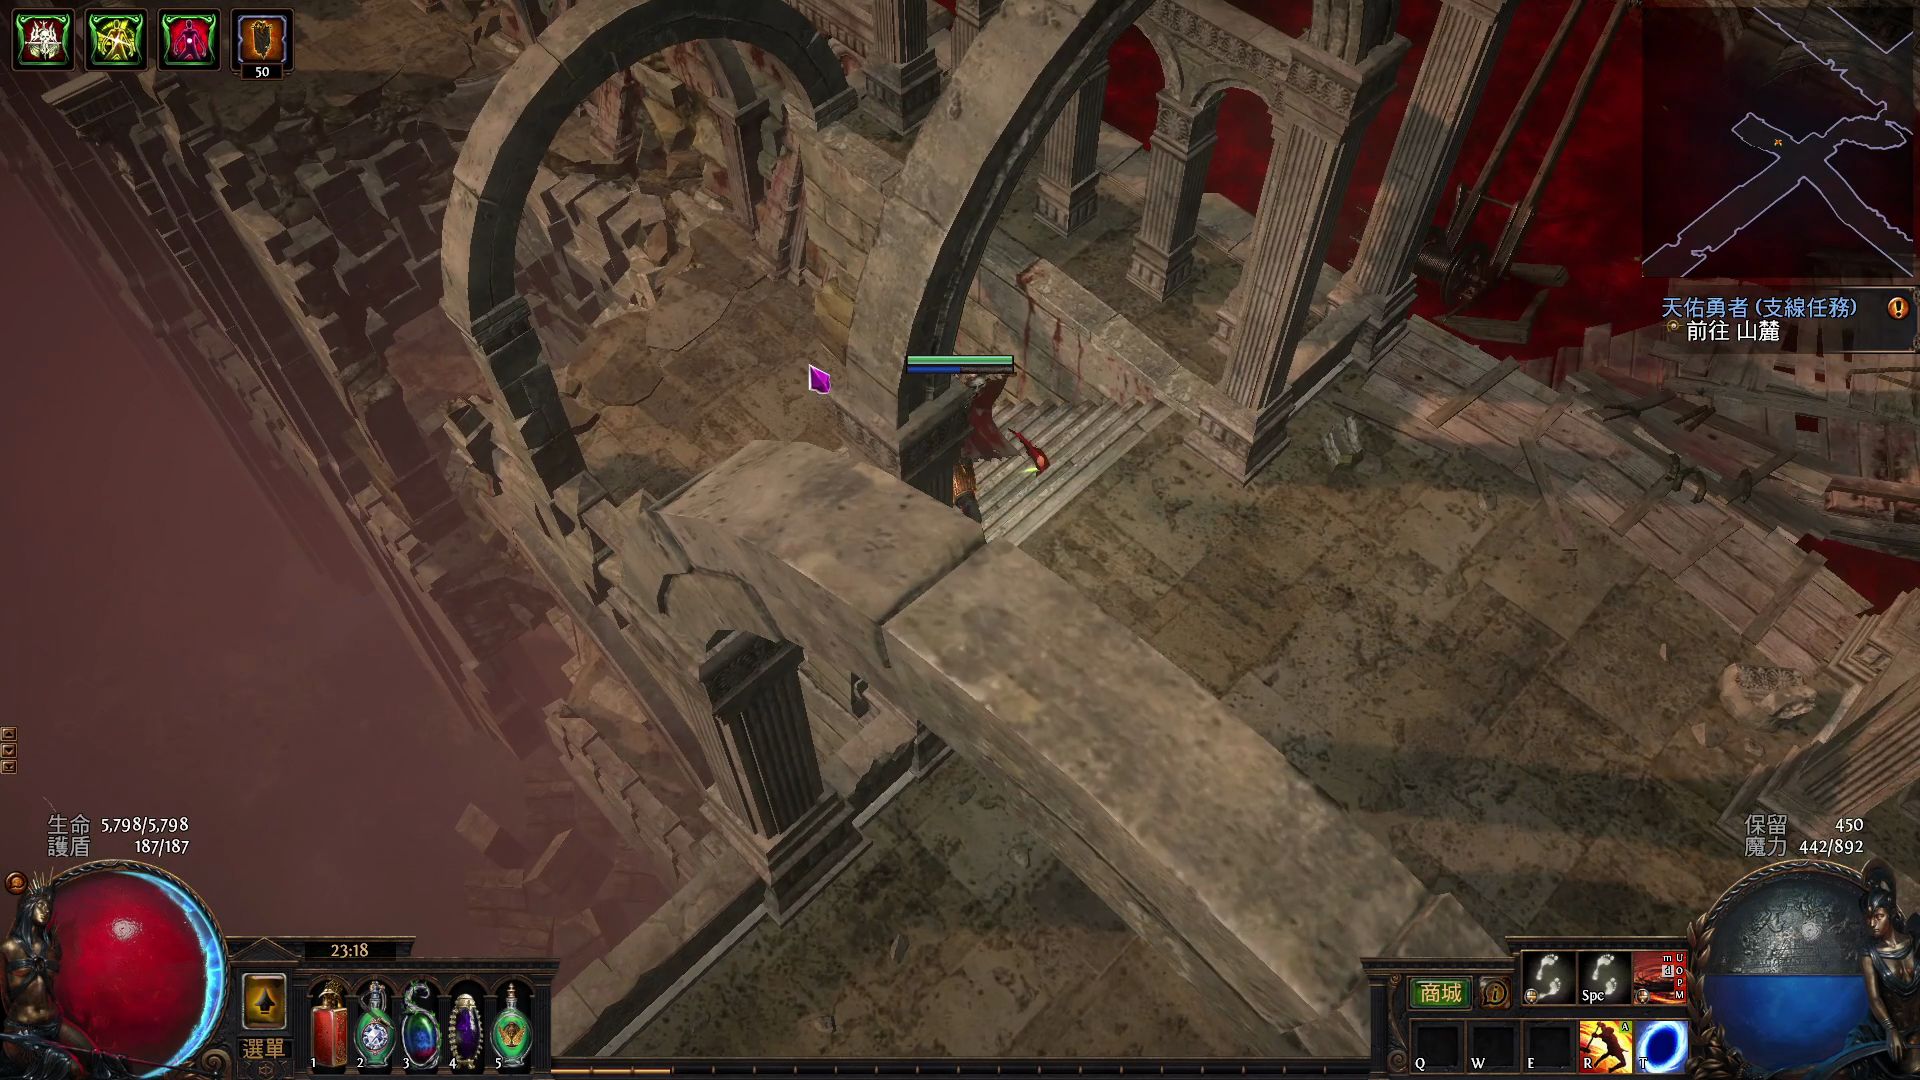 50
天佑勇者 (支線任務)
前往 山麓
生命 5,798/5,798
護盾 187/187
保留 450
魔力 442/892
23:18
選單
1 2 3 4 5
商城
Spc
Q W E R T
A